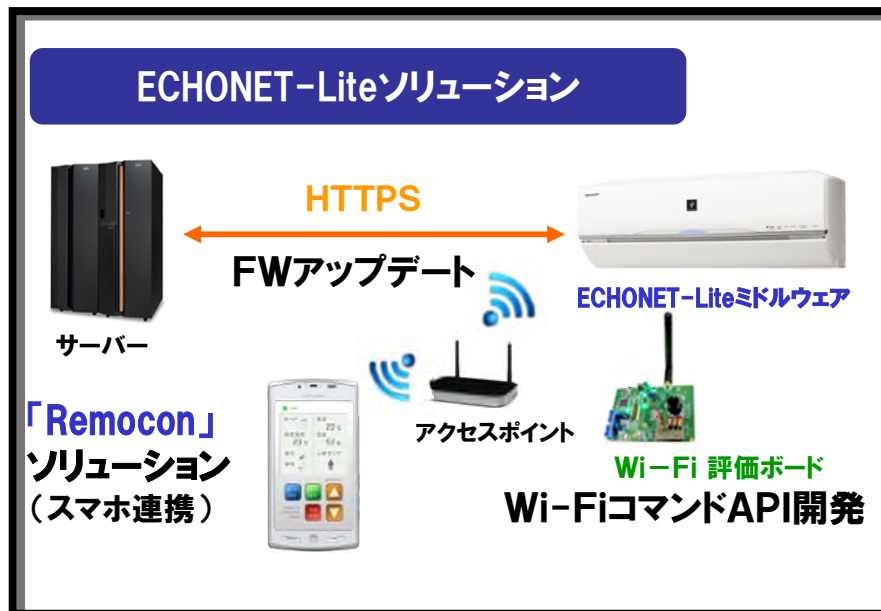 ECHONET-Liteソリューション
HTTPS
FWアップデート
ECHONET-Liteミドルウェア
サーバー
アクセスポイント
「Remocon」
ソリューション
（スマホ連携）
Wi-Fi 評価ボード
Wi-FiコマンドAPI開発